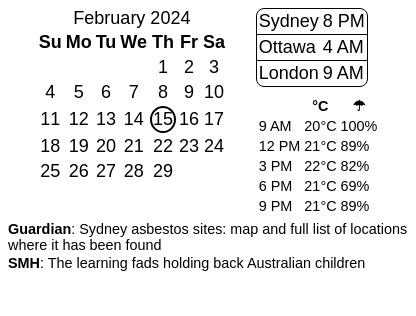 February 2024
Su Mo Tu We Th Fr Sa
1 2 3
4 5 6 7 8 9 10
11 12 13 14 15 16 17
18 19 20 21 22 23 24
25 26 27 28 29
Sydney 8 PM
Ottawa 4 AM
London 9 AM
°C ☂
9 AM 20°C 100%
12 PM 21°C 89%
3 PM 22°C 82%
6 PM 21°C 69%
9 PM 21°C 89%
Guardian: Sydney asbestos sites: map and full list of locations
where it has been found
SMH: The learning fads holding back Australian children